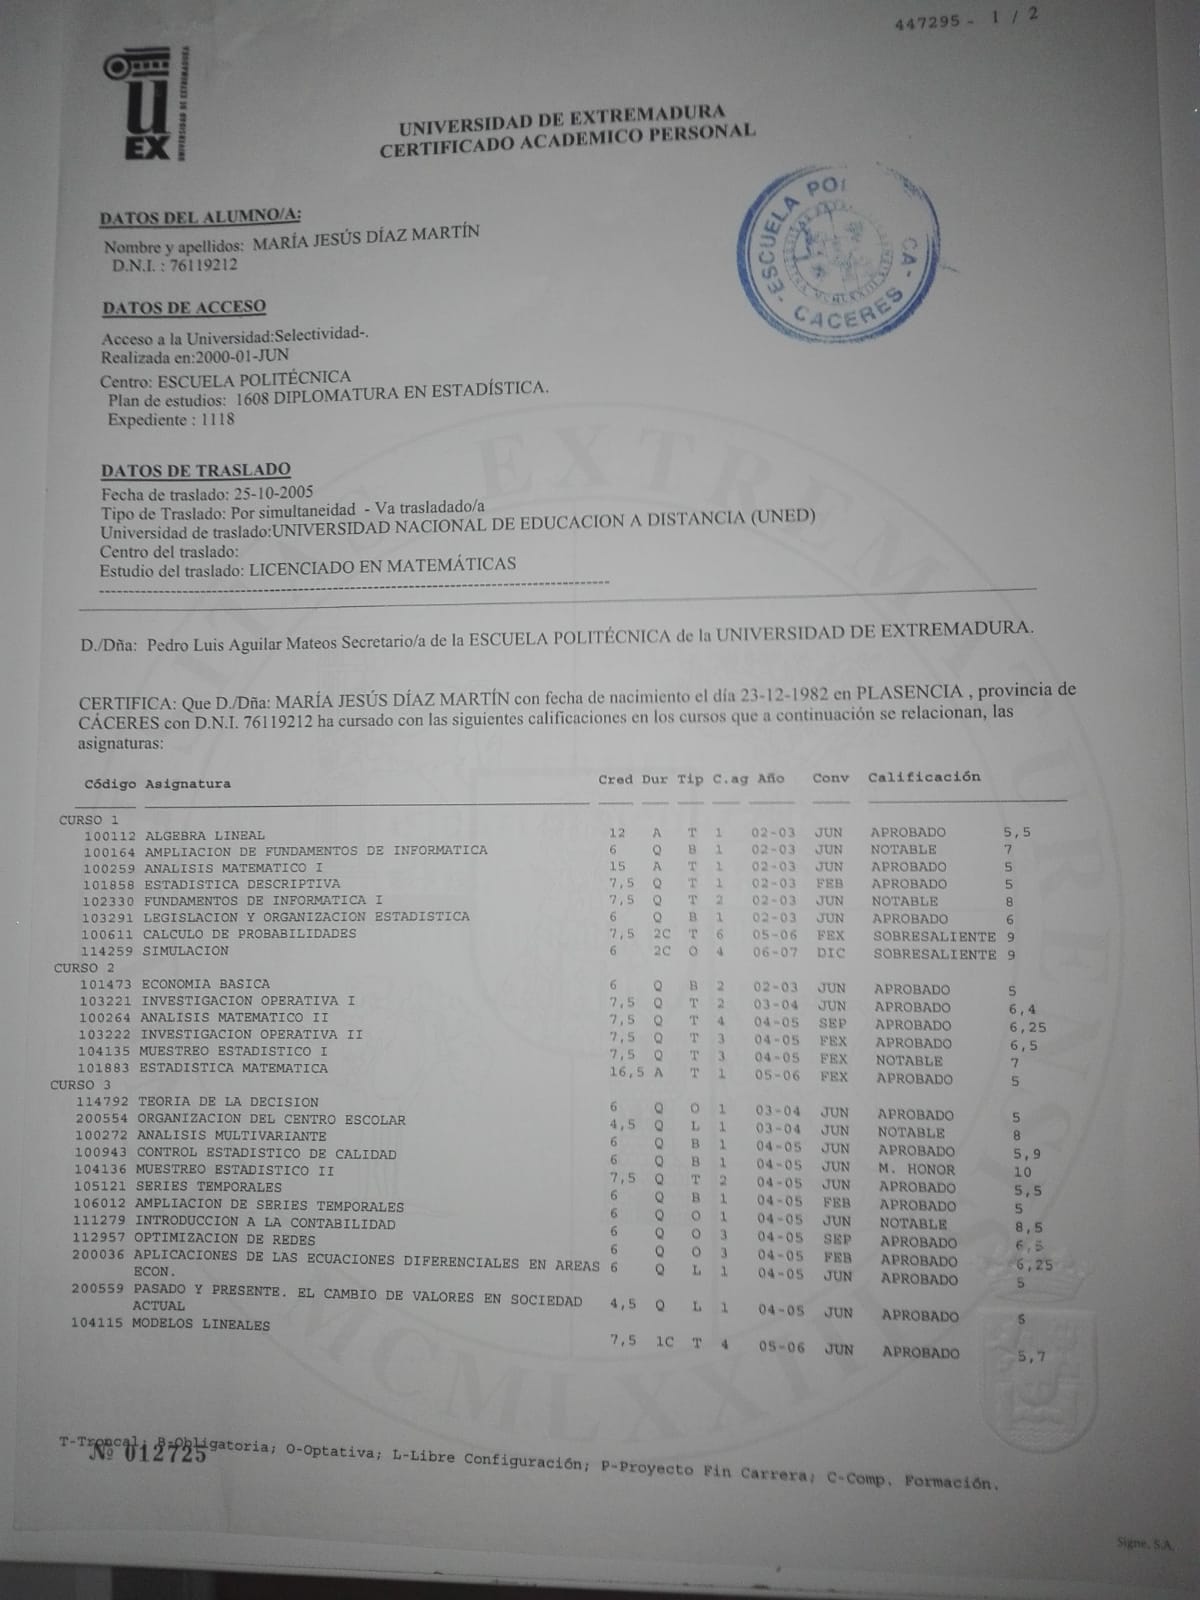 447295 - 1 / 2
UEX
UNIVERSIDAD DE EXTREMADURA
UNIVERSIDAD DE EXTREMADURA
CERTIFICADO ACADEMICO PERSONAL
ESCUELA POL
CA-
CACERES
DATOS DEL ALUMNO/A:
Nombre y apellidos: MARÍA JESÚS DÍAZ MARTÍN
D.N.I. : 76119212
DATOS DE ACCESO
Acceso a la Universidad:Selectividad-.
Realizada en:2000-01-JUN
Centro: ESCUELA POLITÉCNICA
Plan de estudios: 1608 DIPLOMATURA EN ESTADÍSTICA.
Expediente : 1118
DATOS DE TRASLADO
Fecha de traslado: 25-10-2005
Tipo de Traslado: Por simultaneidad - Va trasladado/a
Universidad de traslado:UNIVERSIDAD NACIONAL DE EDUCACION A DISTANCIA (UNED)
Centro del traslado:
Estudio del traslado: LICENCIADO EN MATEMÁTICAS
D./Dña: Pedro Luis Aguilar Mateos Secretario/a de la ESCUELA POLITÉCNICA de la UNIVERSIDAD DE EXTREMADURA.
CERTIFICA: Que D./Dña: MARÍA JESÚS DÍAZ MARTÍN con fecha de nacimiento el día 23-12-1982 en PLASENCIA , provincia de
CÁCERES con D.N.I. 76119212 ha cursado con las siguientes calificaciones en los cursos que a continuación se relacionan, las
asignaturas:
Código Asignatura Cred Dur Tip C.ag Año Conv Calificación
CURSO 1
100112 ALGEBRA LINEAL 12 A T 1 02-03 JUN APROBADO 5,5
100164 AMPLIACION DE FUNDAMENTOS DE INFORMATICA 6 Q B 1 02-03 JUN NOTABLE 7
100259 ANALISIS MATEMATICO I 15 A T 1 02-03 JUN APROBADO 5
101858 ESTADISTICA DESCRIPTIVA 7,5 Q T 1 02-03 FEB APROBADO 5
102330 FUNDAMENTOS DE INFORMATICA I 7,5 Q T 2 02-03 JUN NOTABLE 8
103291 LEGISLACION Y ORGANIZACION ESTADISTICA 6 Q B 1 02-03 JUN APROBADO 6
100611 CALCULO DE PROBABILIDADES 7,5 2C T 6 05-06 FEX SOBRESALIENTE 9
114259 SIMULACION 6 2C O 4 06-07 DIC SOBRESALIENTE 9
CURSO 2
101473 ECONOMIA BASICA 6 Q B 2 02-03 JUN APROBADO 5
103221 INVESTIGACION OPERATIVA I 7,5 Q T 2 03-04 JUN APROBADO 6,4
100264 ANALISIS MATEMATICO II 7,5 Q T 4 04-05 SEP APROBADO 6,25
103222 INVESTIGACION OPERATIVA II 7,5 Q T 3 04-05 FEX APROBADO 6,5
104135 MUESTREO ESTADISTICO I 7,5 Q T 3 04-05 FEX NOTABLE 7
101883 ESTADISTICA MATEMATICA 16,5 A T 1 05-06 FEX APROBADO 5
CURSO 3
114792 TEORIA DE LA DECISION 6 Q O 1 03-04 JUN APROBADO 5
200554 ORGANIZACION DEL CENTRO ESCOLAR 4,5 Q L 1 03-04 JUN NOTABLE 8
100272 ANALISIS MULTIVARIANTE 6 Q B 1 04-05 JUN APROBADO 5,9
100943 CONTROL ESTADISTICO DE CALIDAD 6 Q B 1 04-05 JUN M. HONOR 10
104136 MUESTREO ESTADISTICO II 7,5 Q T 2 04-05 JUN APROBADO 5,5
105121 SERIES TEMPORALES 6 Q B 1 04-05 FEB APROBADO 5
106012 AMPLIACION DE SERIES TEMPORALES 6 Q O 1 04-05 JUN NOTABLE 8,5
111279 INTRODUCCION A LA CONTABILIDAD 6 Q O 3 04-05 SEP APROBADO 6,5
112957 OPTIMIZACION DE REDES 6 Q O 3 04-05 FEB APROBADO 6,25
200036 APLICACIONES DE LAS ECUACIONES DIFERENCIALES EN AREAS 6 Q L 1 04-05 JUN APROBADO 5
ECON.
200559 PASADO Y PRESENTE. EL CAMBIO DE VALORES EN SOCIEDAD 4,5 Q L 1 04-05 JUN APROBADO 5
ACTUAL
104115 MODELOS LINEALES 7,5 1C T 4 05-06 JUN APROBADO 5,7
T-Troncal; B-Obligatoria; O-Optativa; L-Libre Configuración; P-Proyecto Fin Carrera; C-Comp. Formación.
Nº 012725
Signe, S.A.